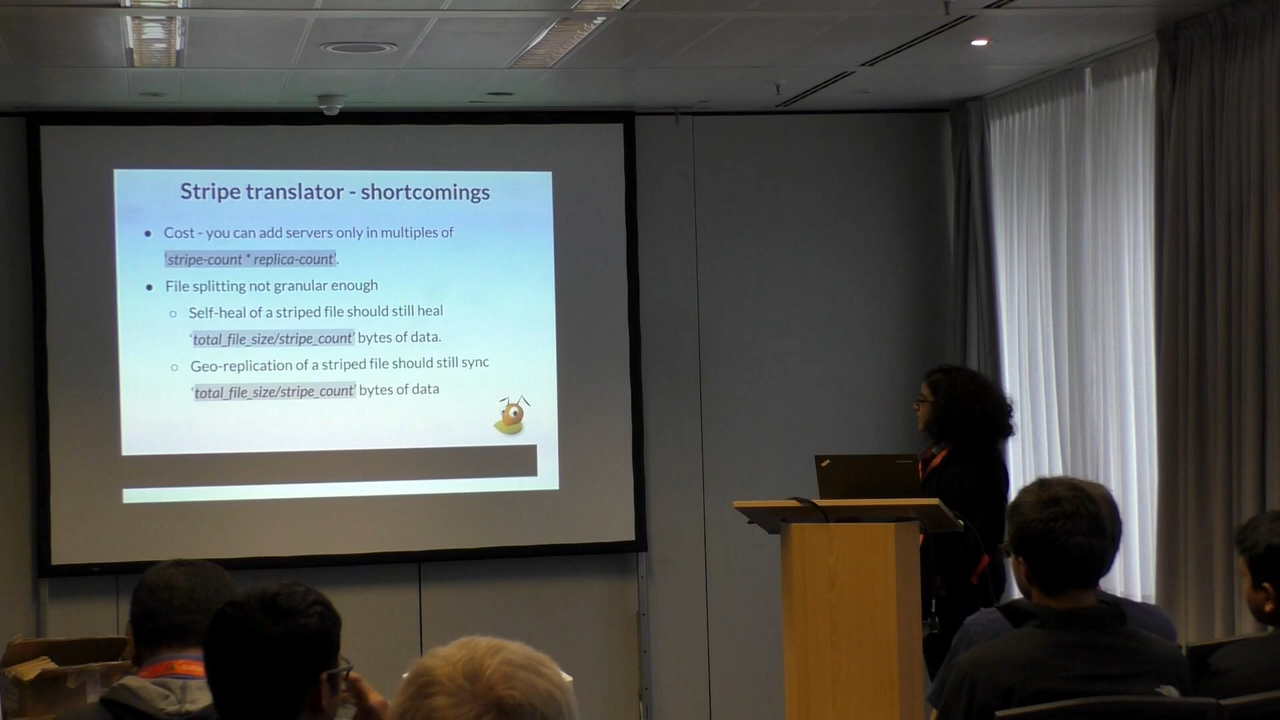 Stripe translator - shortcomings
● Cost - you can add servers only in multiples of
'stripe-count * replica-count'.
● File splitting not granular enough
○ Self-heal of a striped file should still heal
'total_file_size/stripe_count' bytes of data.
○ Geo-replication of a striped file should still sync
'total_file_size/stripe_count' bytes of data